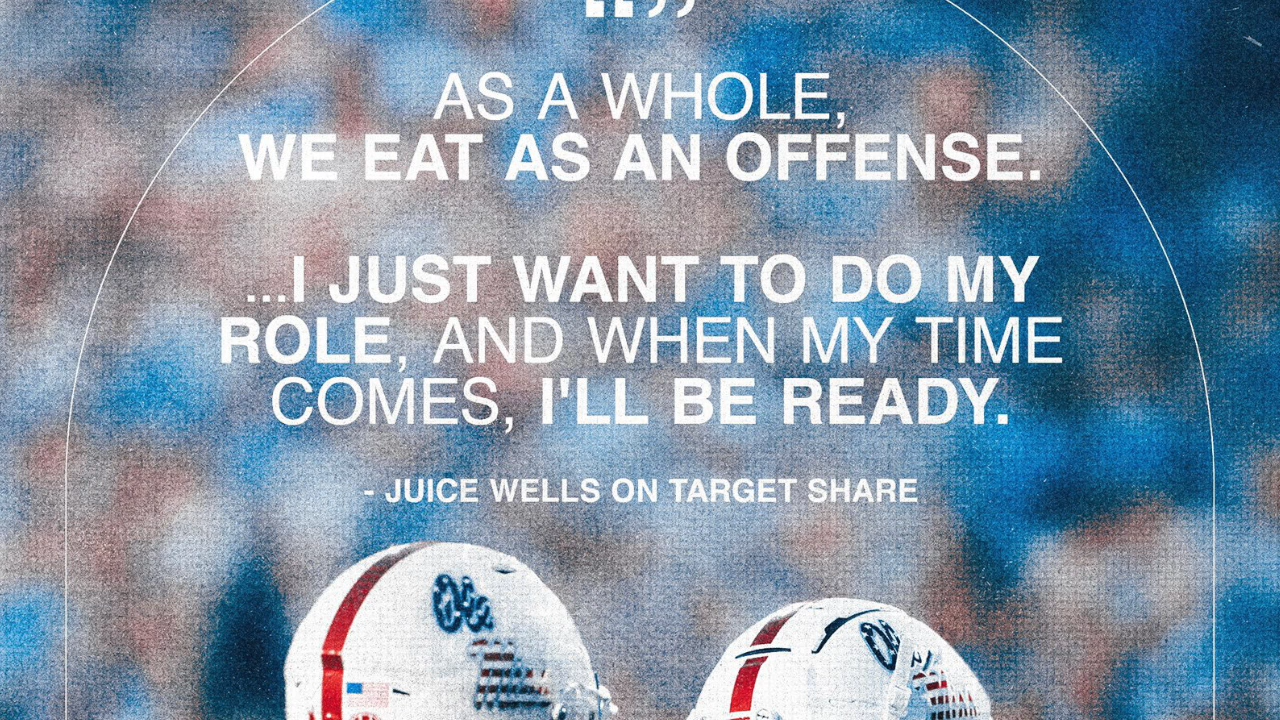 AS A WHOLE,
WE EAT AS AN OFFENSE.
...I JUST WANT TO DO MY
ROLE, AND WHEN MY TIME
COMES, I'LL BE READY.
- JUICE WELLS ON TARGET SHARE